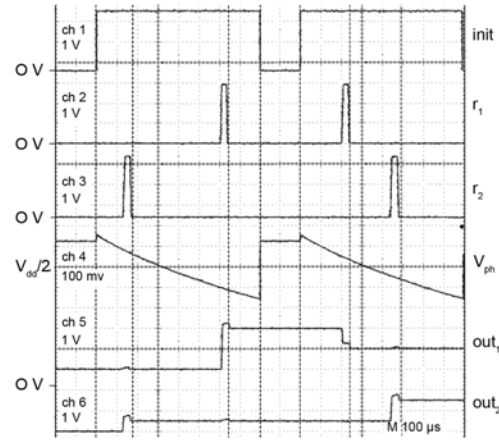 ch 1
1 V
init
O V
ch 2
1 V
r1
O V
ch 3
1 V
r2
O V
Vdd/2
ch 4
100 mv
Vph
ch 5
1 V
out1
O V
ch 6
1 V
out2
M 100 µs